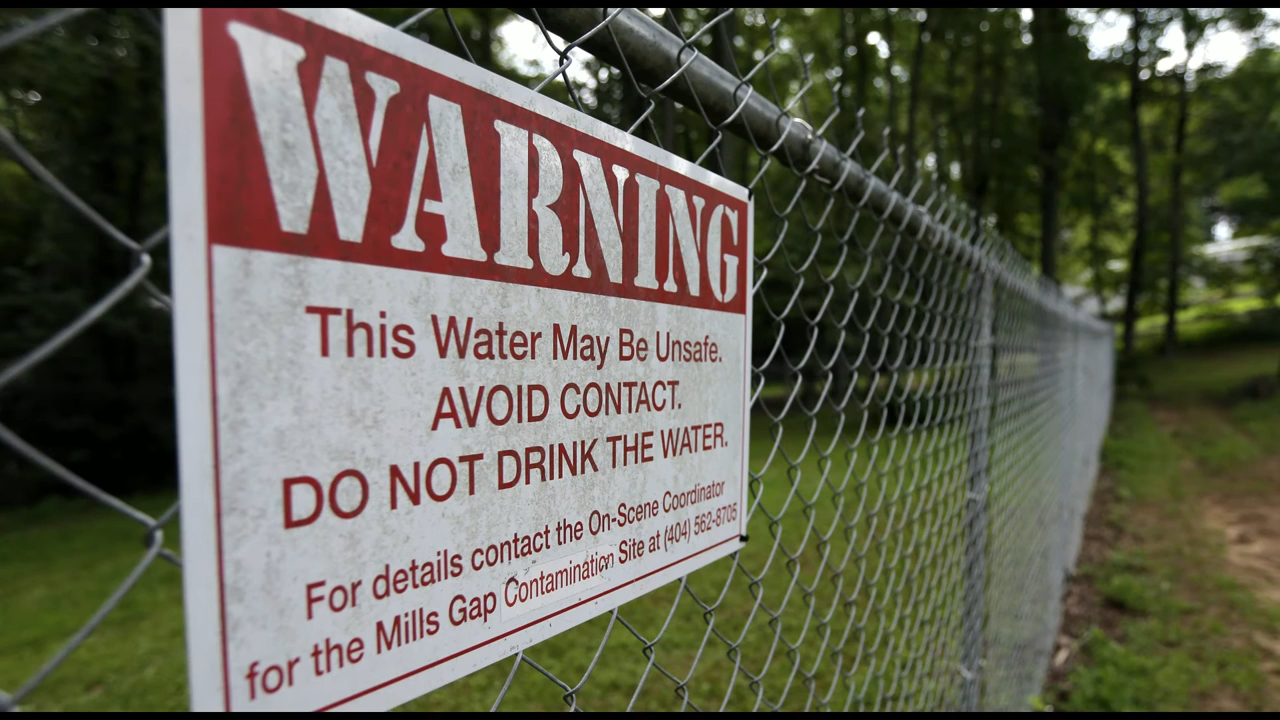 WARNING
This Water May Be Unsafe.
AVOID CONTACT.
DO NOT DRINK THE WATER.
For details contact the On-Scene Coordinator
for the Mills Gap Contamination Site at (404) 562-8705